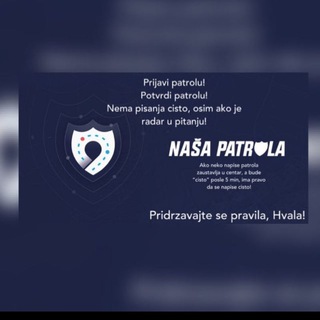 Prijavi patrolu!
Potvrdi patrolu!
Nema pisanja cisto, osim ako je
radar u pitanju!
NAŠA PATROLA
Ako neko napise patrola
zaustavlja u centar, a bude
"cisto" posle 5 min, ima pravo
da se napise cisto!
Pridrzavajte se pravila, Hvala!